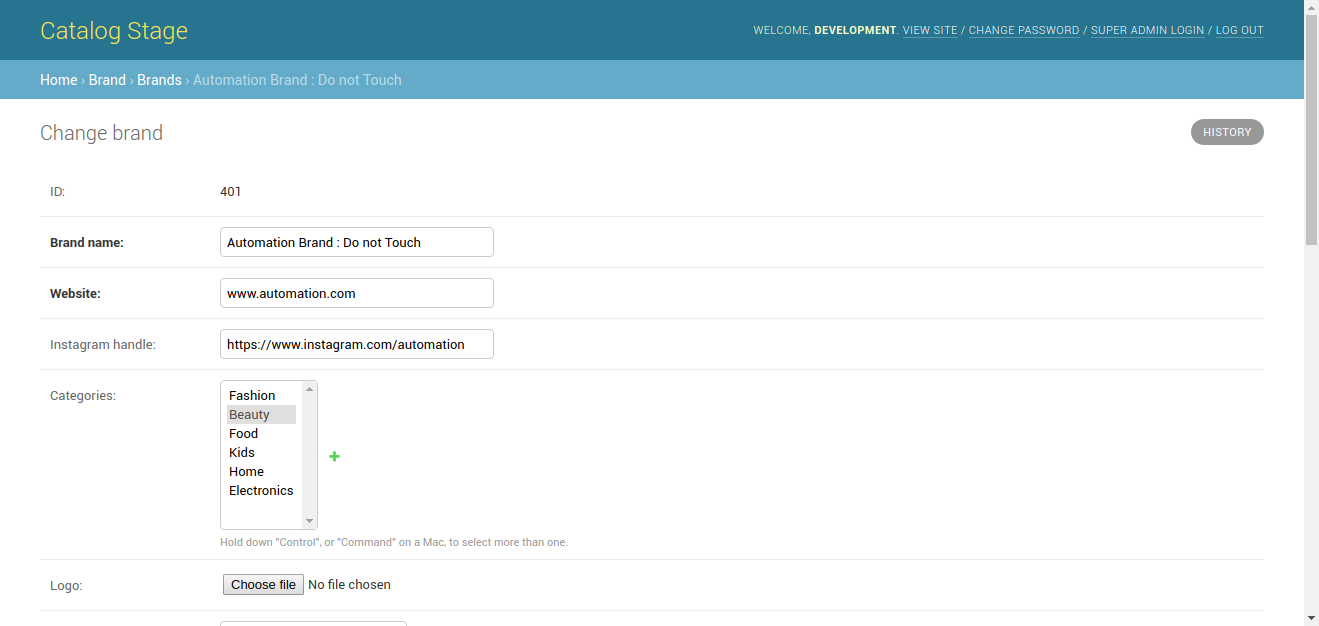 Catalog Stage
WELCOME, DEVELOPMENT. VIEW SITE / CHANGE PASSWORD / SUPER ADMIN LOGIN / LOG OUT
Home › Brand › Brands › Automation Brand : Do not Touch
Change brand
HISTORY
ID: 401
Brand name: Automation Brand : Do not Touch
Website: www.automation.com
Instagram handle: https://www.instagram.com/automation
Categories:
Fashion
Beauty
Food
Kids
Home
Electronics
Hold down "Control", or "Command" on a Mac, to select more than one.
Logo: Choose file No file chosen